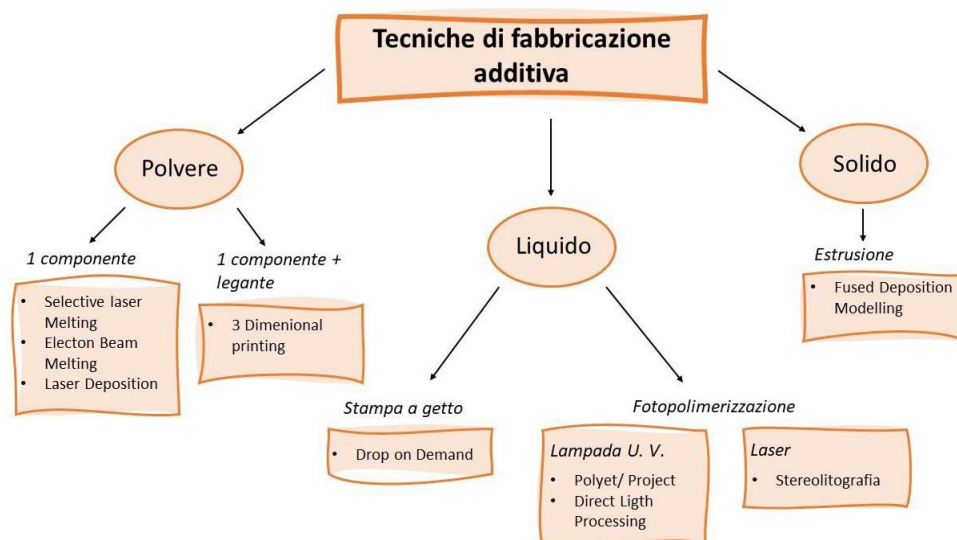 Tecniche di fabbricazione
additiva
Polvere
Solido
Liquido
1 componente
• Selective laser
Melting
• Electon Beam
Melting
• Laser Deposition
1 componente +
legante
• 3 Dimenional
printing
Estrusione
• Fused Deposition
Modelling
Stampa a getto
• Drop on Demand
Fotopolimerizzazione
Lampada U. V.
• Polyet/ Project
• Direct Ligth
Processing
Laser
• Stereolitografia